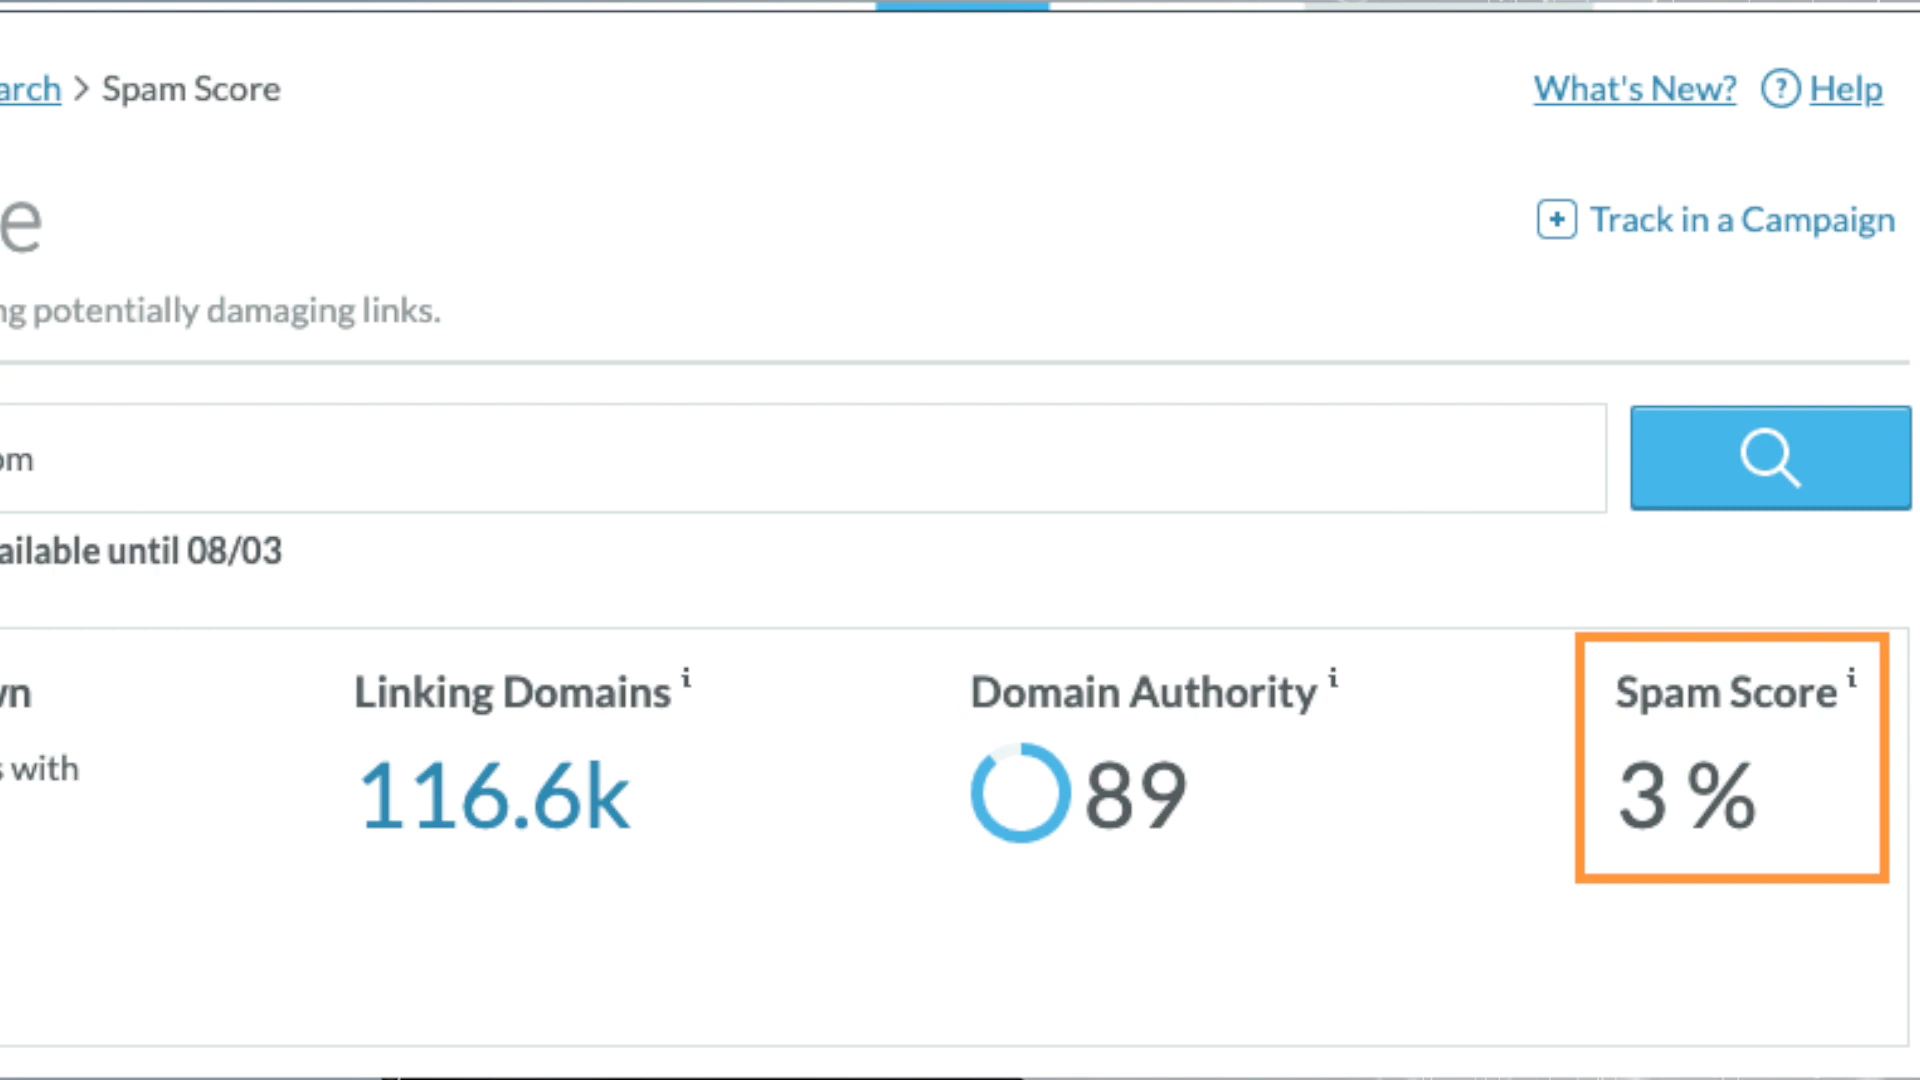 arch > Spam Score
What's New? ? Help
e
Track in a Campaign
ng potentially damaging links.
om
ailable until 08/03
wn
Linking Domains i
Domain Authority i
Spam Score i
s with
116.6k
89
3 %